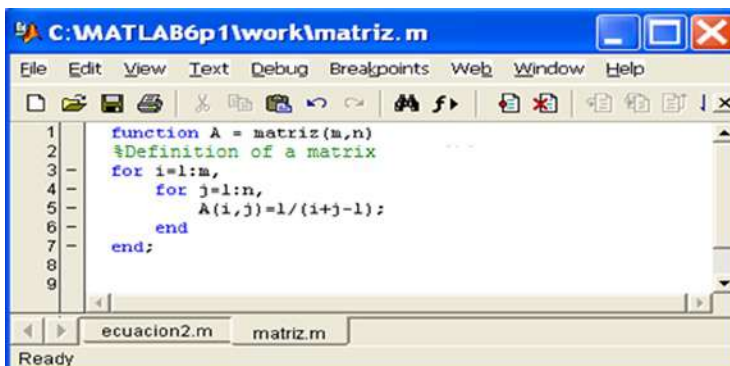 C:\MATLAB6p1\work\matriz.m
File Edit View Text Debug Breakpoints Web Window Help
1 function A = matriz(m,n)
2 %Definition of a matrix
3 - for i=1:m,
4 - for j=1:n,
5 - A(i,j)=1/(i+j-1);
6 - end
7 - end;
8
9
ecuacion2.m matriz.m
Ready